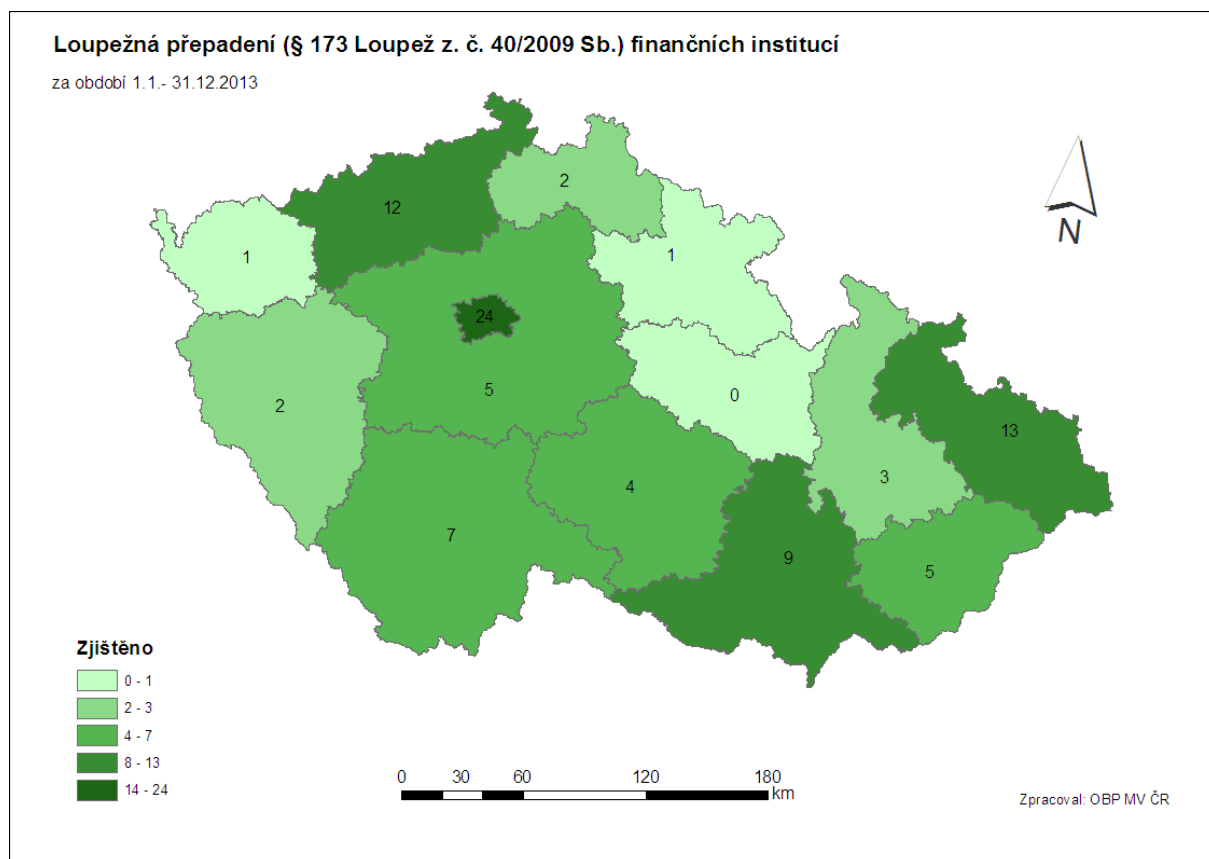 Loupežná přepadení (§ 173 Loupež z. č. 40/2009 Sb.) finančních institucí
za období 1.1.- 31.12.2013
2
12
1
1
24
5
0
2
13
3
4
7
9
5
N
Zjištěno
0 - 1
2 - 3
4 - 7
8 - 13
14 - 24
0 30 60 120 180
km
Zpracoval: OBP MV ČR